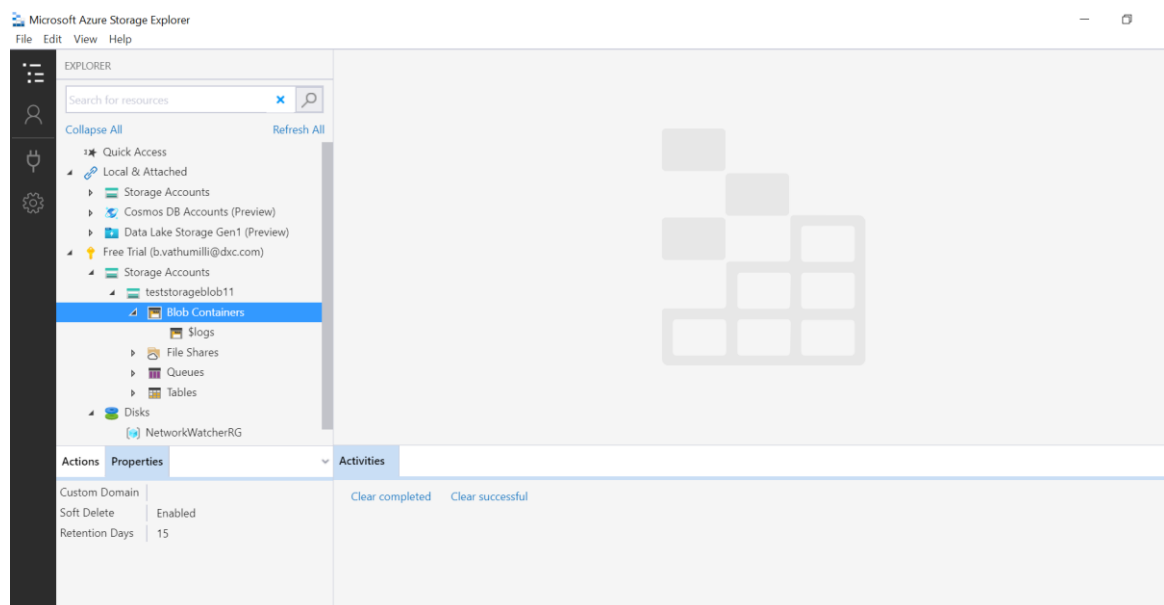 Microsoft Azure Storage Explorer
File Edit View Help
EXPLORER
Search for resources
Collapse All Refresh All
Quick Access
Local & Attached
Storage Accounts
Cosmos DB Accounts (Preview)
Data Lake Storage Gen1 (Preview)
Free Trial (b.vathumilli@dxc.com)
Storage Accounts
teststorageblob11
Blob Containers
$logs
File Shares
Queues
Tables
Disks
NetworkWatcherRG
Actions Properties
Custom Domain
Soft Delete Enabled
Retention Days 15
Activities
Clear completed Clear successful